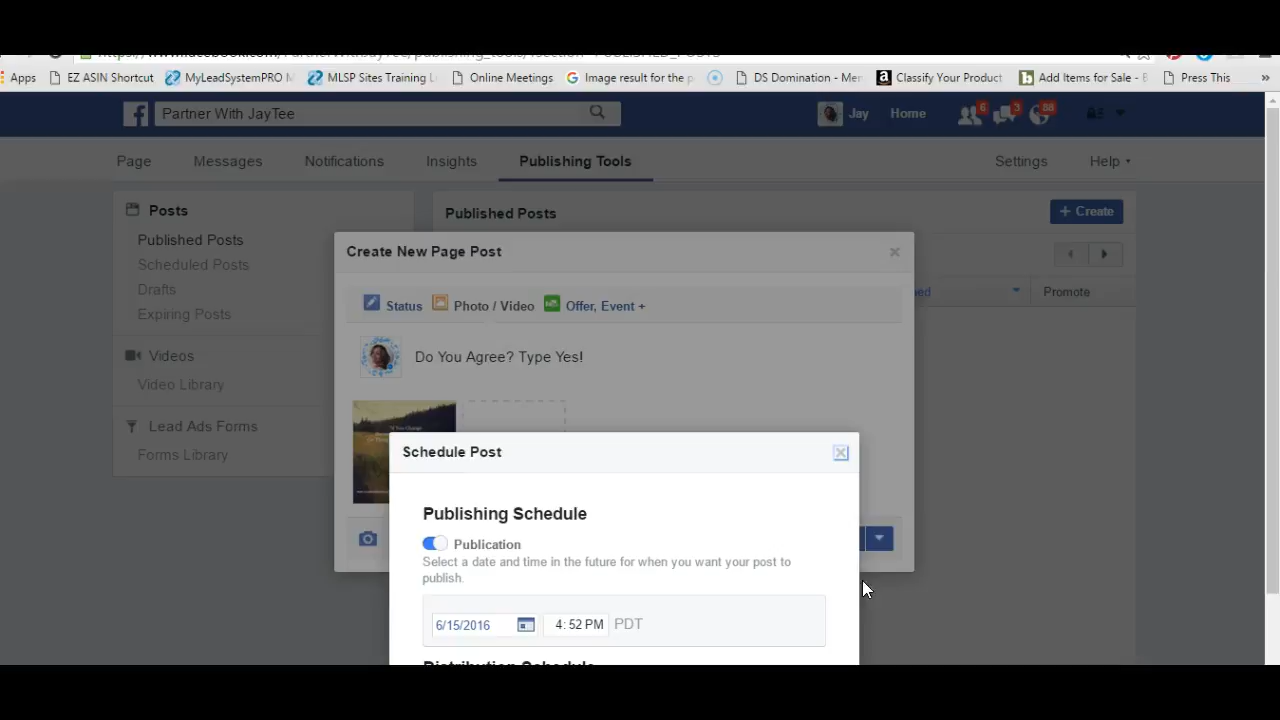 Apps EZ ASIN Shortcut MyLeadSystemPRO MLSP Sites Training Online Meetings Image result for the p DS Domination - Mer Classify Your Product Add Items for Sale - Press This »
Partner With JayTee Jay Home 6 3 88
Page Messages Notifications Insights Publishing Tools Settings Help
Posts
Published Posts
Scheduled Posts
Drafts
Expiring Posts
Videos
Video Library
Lead Ads Forms
Forms Library
Published Posts
+ Create
Promote
Create New Page Post
Status Photo / Video Offer, Event +
Do You Agree? Type Yes!
Schedule Post
Publishing Schedule
Publication
Select a date and time in the future for when you want your post to
publish.
6/15/2016 4: 52 PM PDT
Distribution Schedule